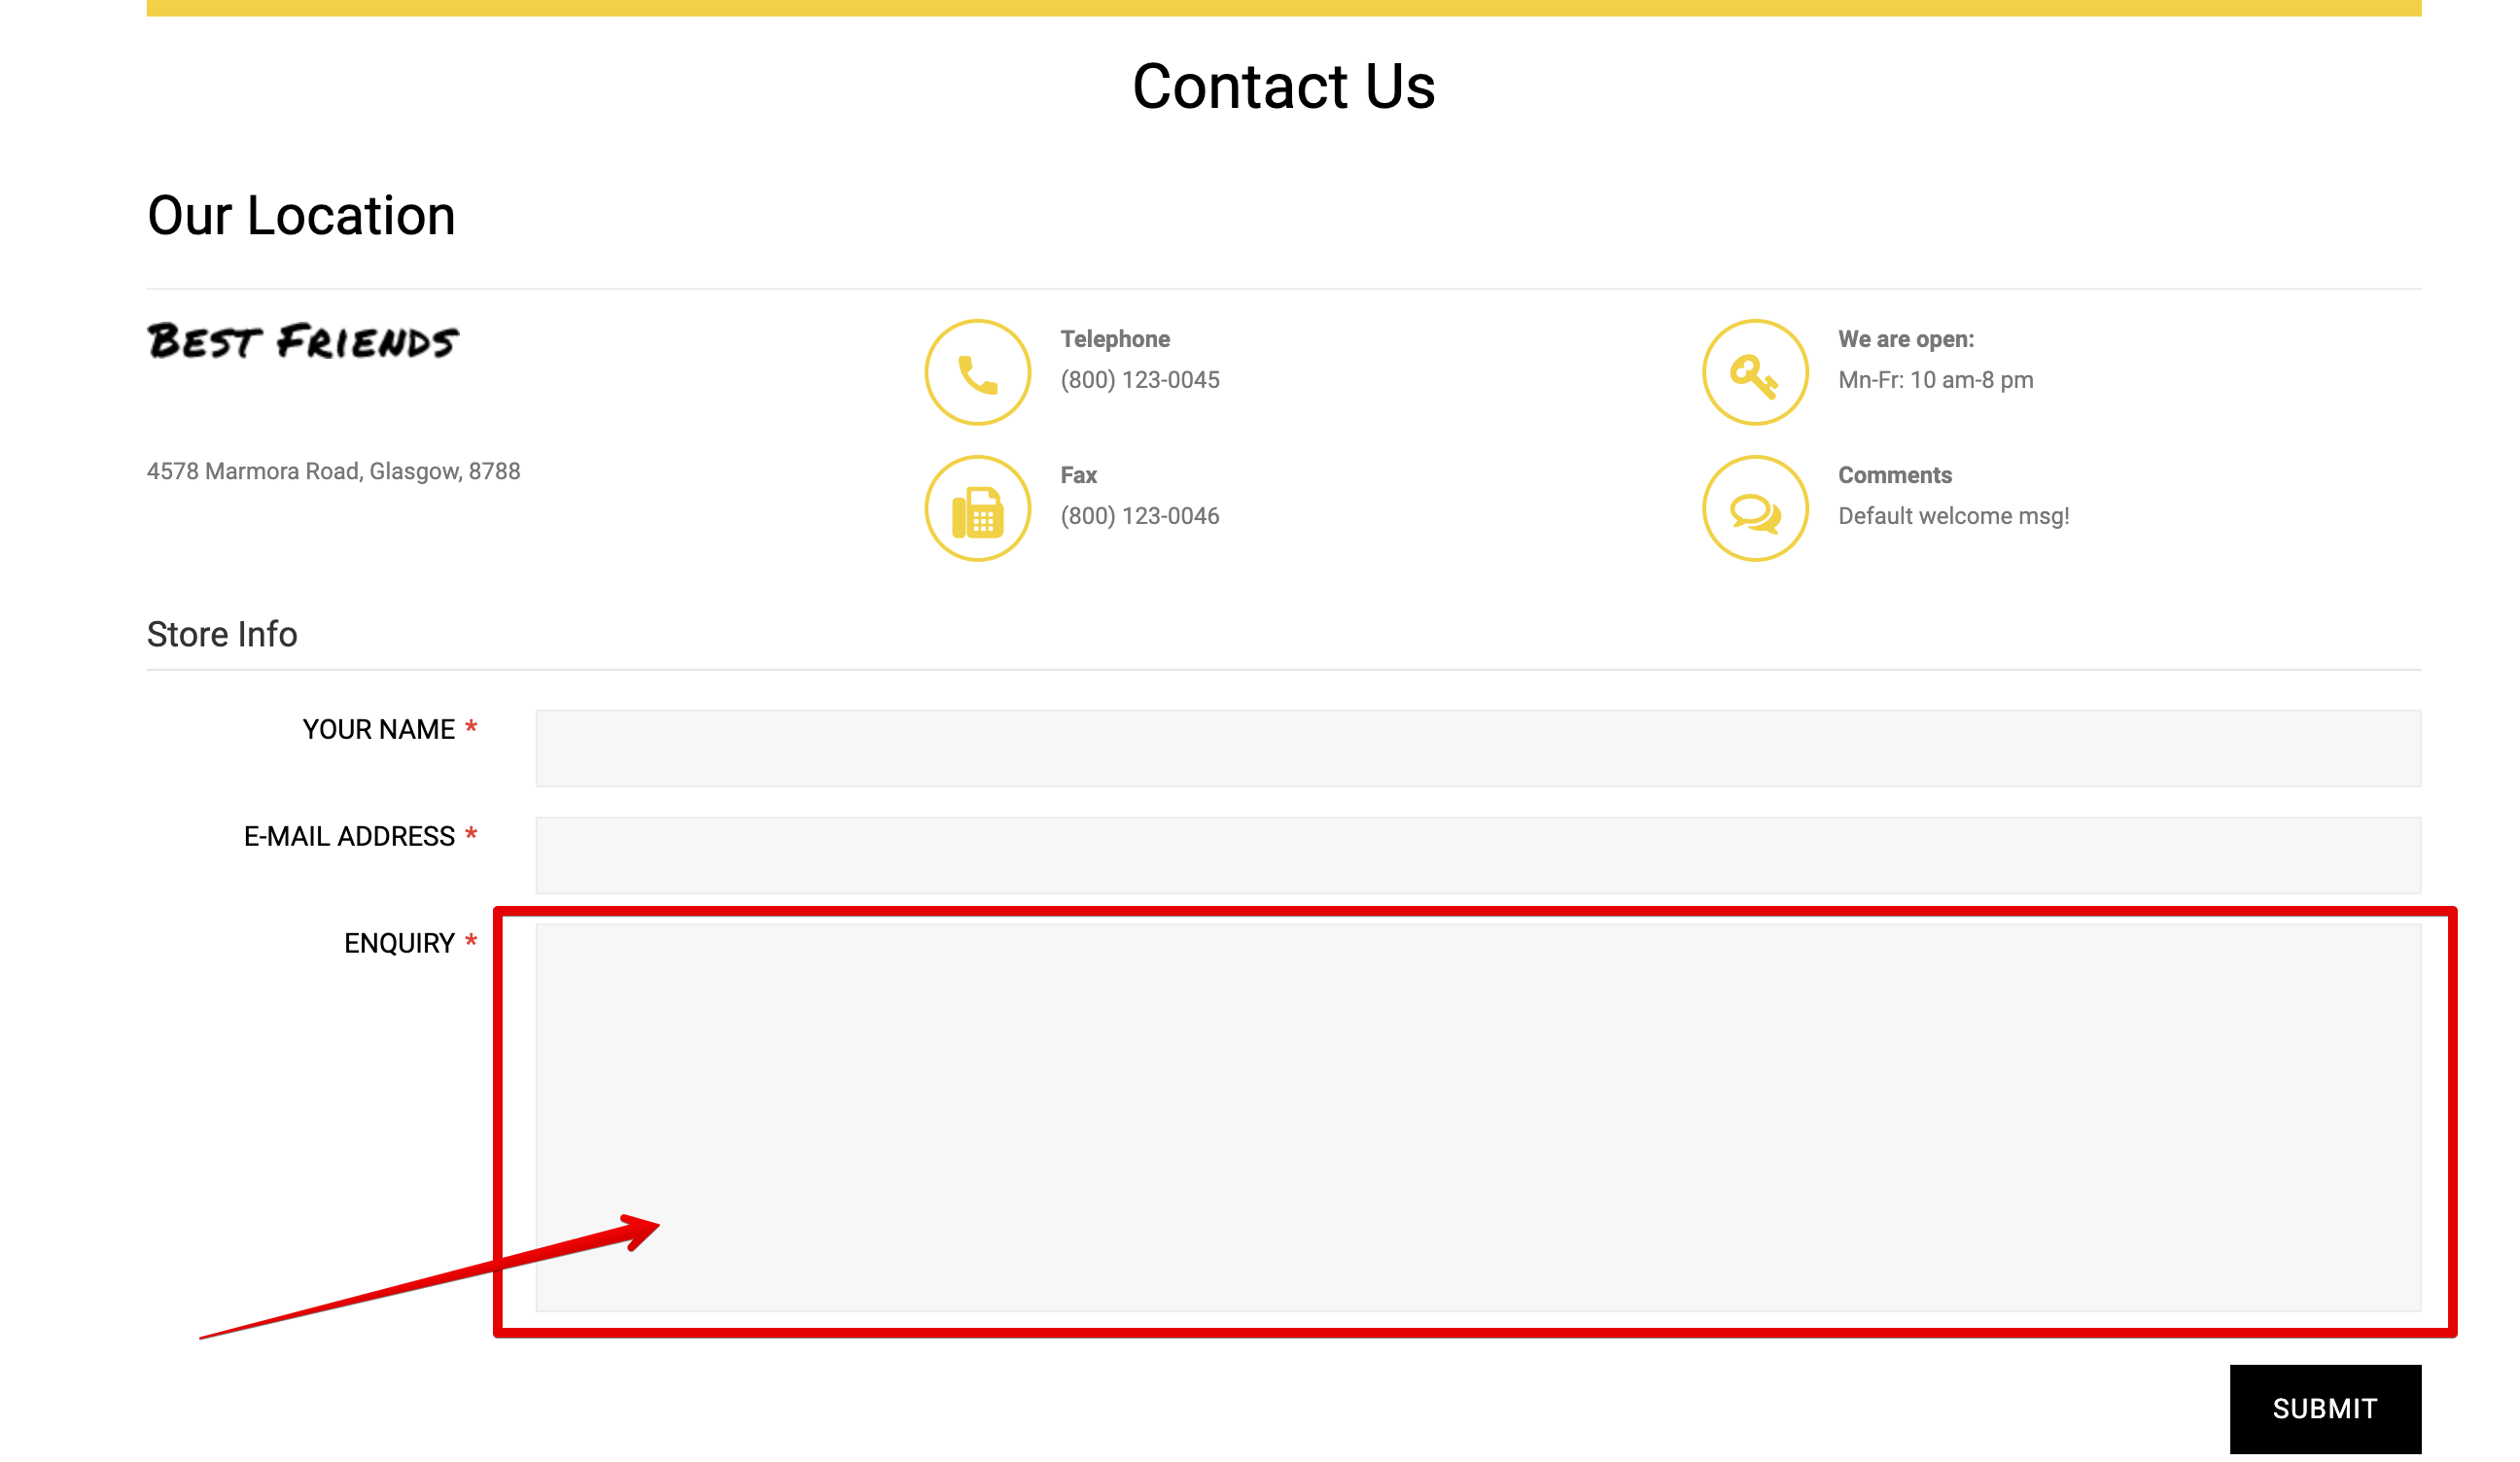 Contact Us
Our Location
Best Friends
4578 Marmora Road, Glasgow, 8788
Telephone
(800) 123-0045
Fax
(800) 123-0046
We are open:
Mn-Fr: 10 am-8 pm
Comments
Default welcome msg!
Store Info
YOUR NAME *
E-MAIL ADDRESS *
ENQUIRY *
SUBMIT